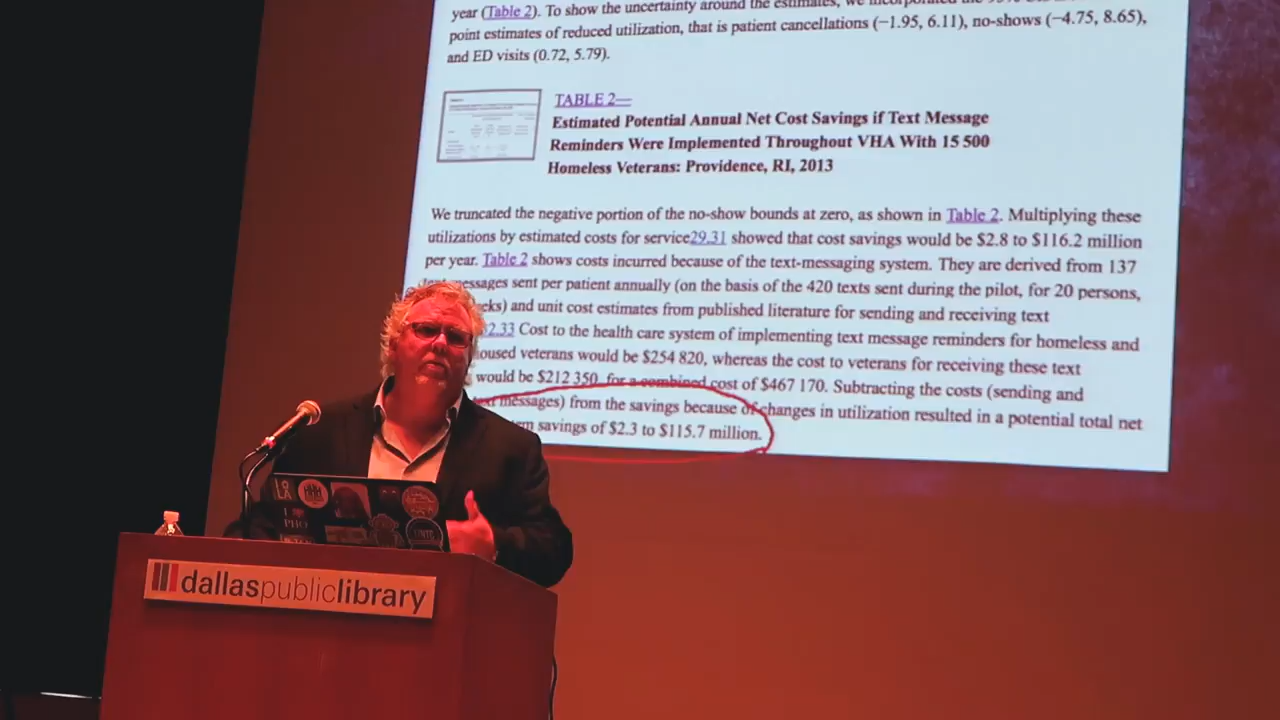 year (Table 2). To show the uncertainty around the estimates, we incorporated the 95%
point estimates of reduced utilization, that is patient cancellations (−1.95, 6.11), no-shows (−4.75, 8.65),
and ED visits (0.72, 5.79).
TABLE 2—
Estimated Potential Annual Net Cost Savings if Text Message
Reminders Were Implemented Throughout VHA With 15 500
Homeless Veterans: Providence, RI, 2013
We truncated the negative portion of the no-show bounds at zero, as shown in Table 2. Multiplying these
utilizations by estimated costs for service29,31 showed that cost savings would be $2.8 to $116.2 million
per year. Table 2 shows costs incurred because of the text-messaging system. They are derived from 137
messages sent per patient annually (on the basis of the 420 texts sent during the pilot, for 20 persons,
and unit cost estimates from published literature for sending and receiving text
Cost to the health care system of implementing text message reminders for homeless and
veterans would be $254 820, whereas the cost to veterans for receiving these text
would be $212 350, for a combined cost of $467 170. Subtracting the costs (sending and
messages) from the savings because of changes in utilization resulted in a potential total net
savings of $2.3 to $115.7 million.
dallaspubliclibrary